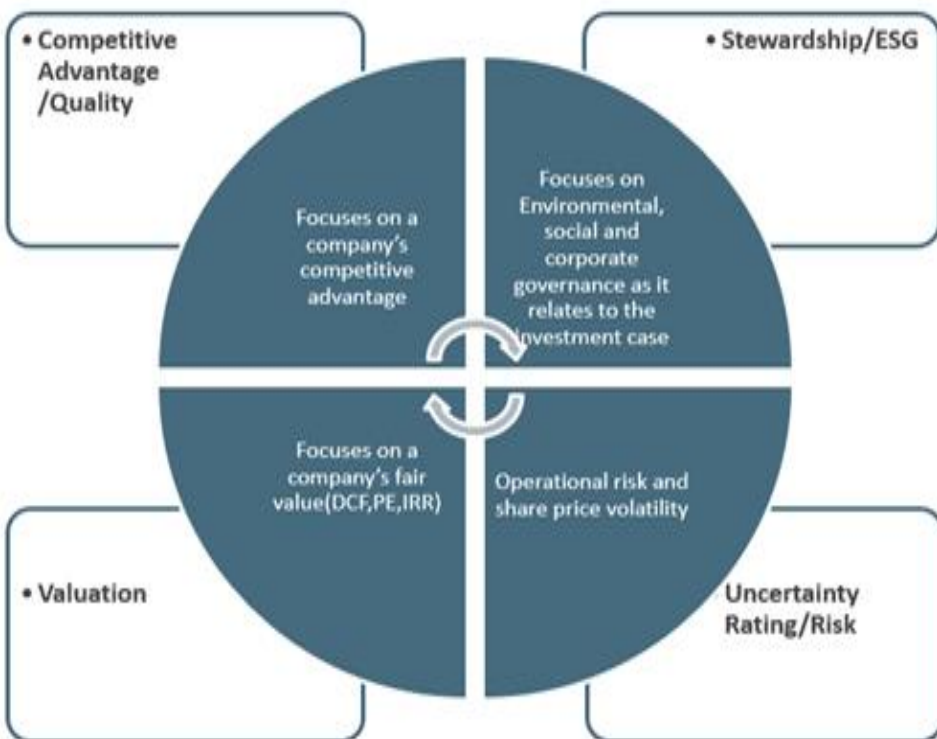 • Competitive
Advantage
/Quality
• Stewardship/ESG
Focuses on a
company's
competitive
advantage
Focuses on
Environmental,
social and
corporate
governance as it
relates to the
investment case
Focuses on a
company's fair
value(DCF,PE,IRR)
Operational risk and
share price volatility
• Valuation
Uncertainty
Rating/Risk